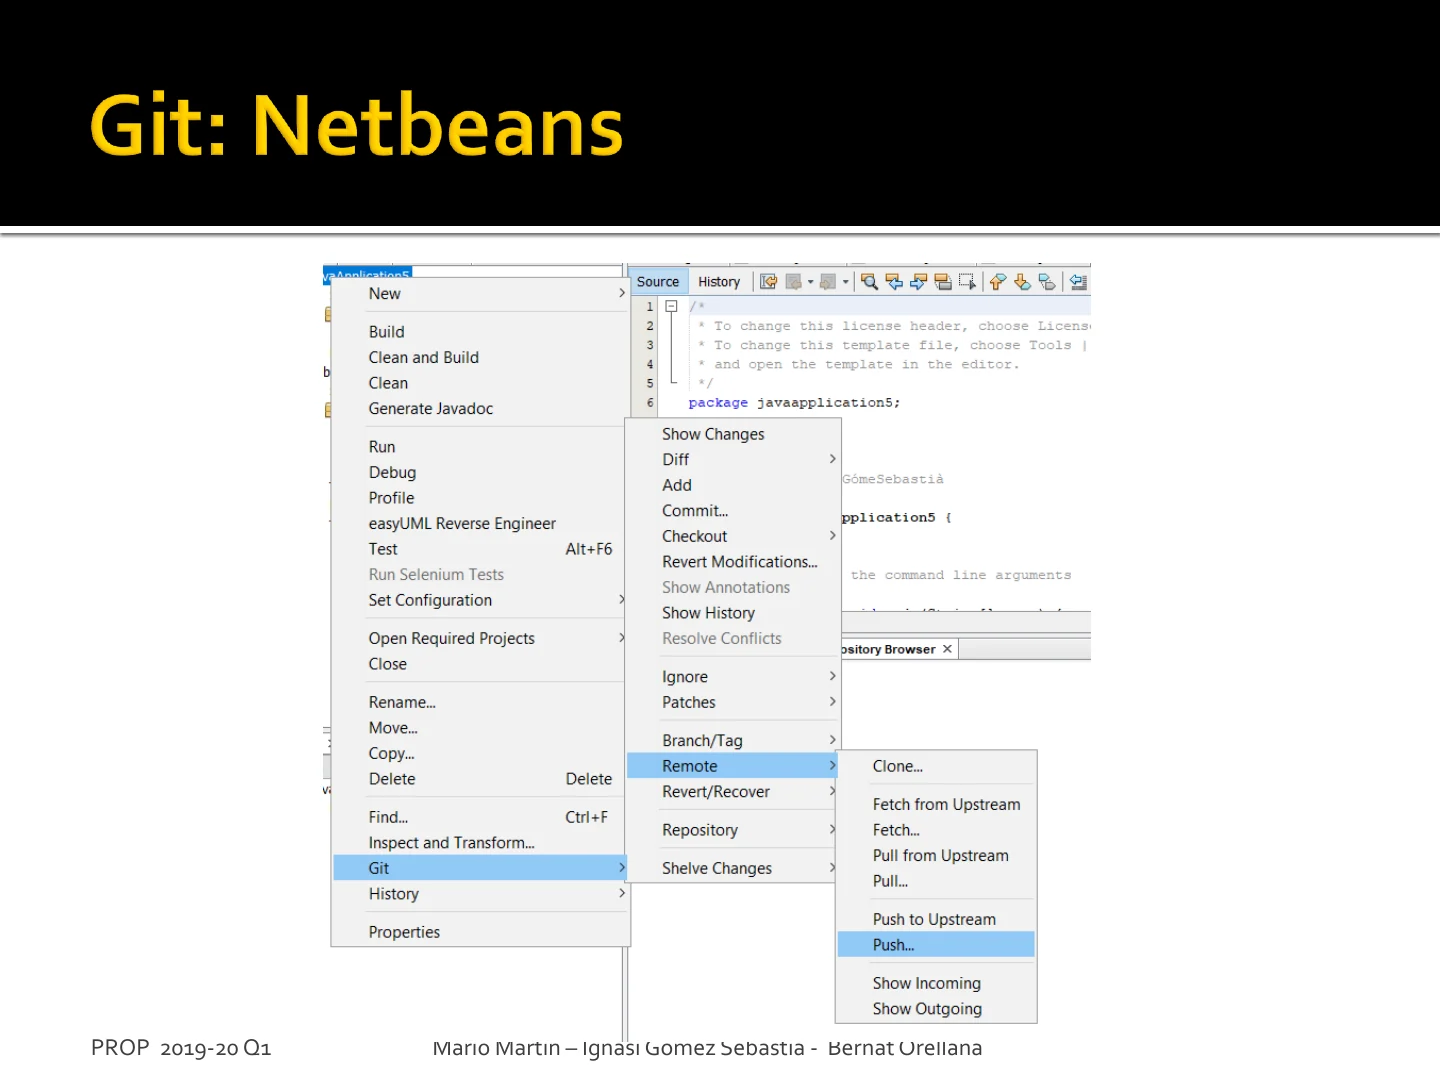 Git: Netbeans
vaApplication5
New
Build
Clean and Build
Clean
Generate Javadoc
Run
Debug
Profile
easyUML Reverse Engineer
Test Alt+F6
Run Selenium Tests
Set Configuration
Open Required Projects
Close
Rename...
Move...
Copy...
Delete Delete
Find... Ctrl+F
Inspect and Transform...
Git
History
Properties
Source History
1 /*
2 * To change this license header, choose Licens
3 * To change this template file, choose Tools |
4 * and open the template in the editor.
5 */
6 package javaapplication5;
GómeSebastià
pplication5 {
the command line arguments
ository Browser
Show Changes
Diff
Add
Commit...
Checkout
Revert Modifications...
Show Annotations
Show History
Resolve Conflicts
Ignore
Patches
Branch/Tag
Remote
Revert/Recover
Repository
Shelve Changes
Clone...
Fetch from Upstream
Fetch...
Pull from Upstream
Pull...
Push to Upstream
Push...
Show Incoming
Show Outgoing
PROP 2019-20 Q1 Mario Martin – Ignasi Gómez Sebastià - Bernat Orellana